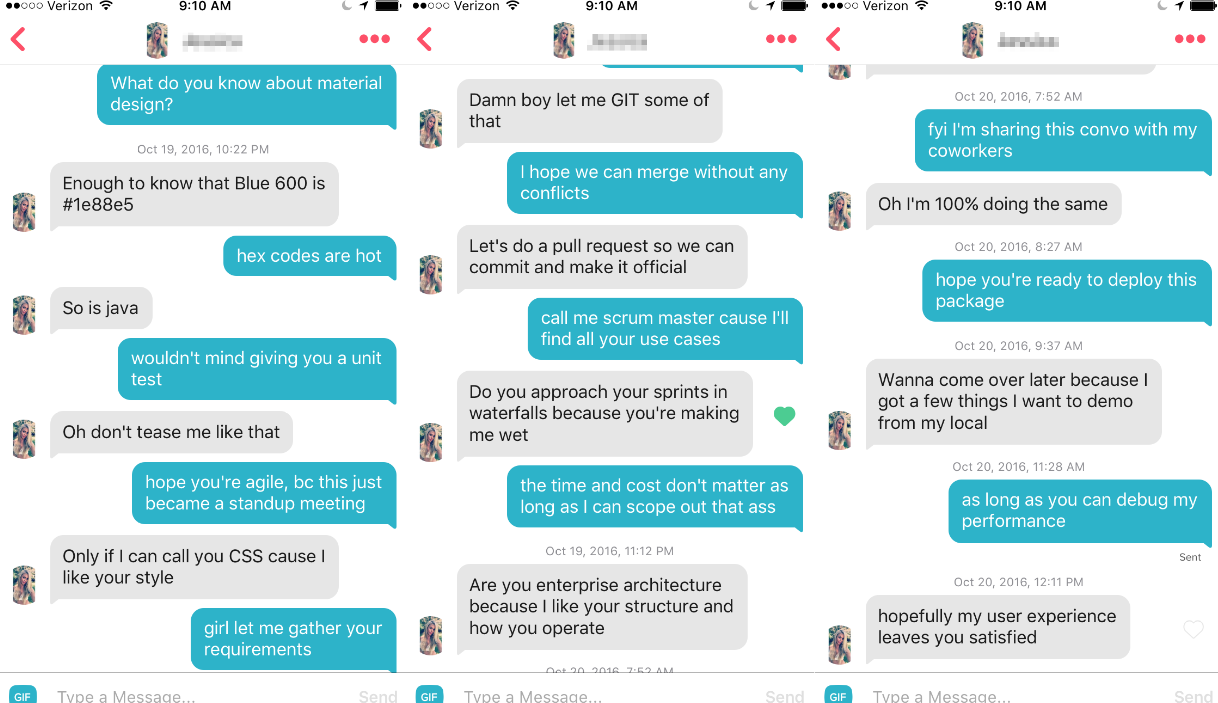 Verizon
9:10 AM
What do you know about material
design?
Oct 19, 2016, 10:22 PM
Enough to know that Blue 600 is
#1e88e5
hex codes are hot
So is java
wouldn't mind giving you a unit
test
Oh don't tease me like that
hope you're agile, bc this just
became a standup meeting
Only if I can call you CSS cause I
like your style
girl let me gather your
requirements
GIF
Type a Message...
Send
Verizon
9:10 AM
Damn boy let me GIT some of
that
I hope we can merge without any
conflicts
Let's do a pull request so we can
commit and make it official
call me scrum master cause I'll
find all your use cases
Do you approach your sprints in
waterfalls because you're making
me wet
the time and cost don't matter as
long as I can scope out that ass
Oct 19, 2016, 11:12 PM
Are you enterprise architecture
because I like your structure and
how you operate
Oct 20, 2016, 7:52 AM
GIF
Type a Message...
Send
Verizon
9:10 AM
Oct 20, 2016, 7:52 AM
fyi I'm sharing this convo with my
coworkers
Oh I'm 100% doing the same
Oct 20, 2016, 8:27 AM
hope you're ready to deploy this
package
Oct 20, 2016, 9:37 AM
Wanna come over later because I
got a few things I want to demo
from my local
Oct 20, 2016, 11:28 AM
as long as you can debug my
performance
Sent
Oct 20, 2016, 12:11 PM
hopefully my user experience
leaves you satisfied
GIF
Type a Message...
Send